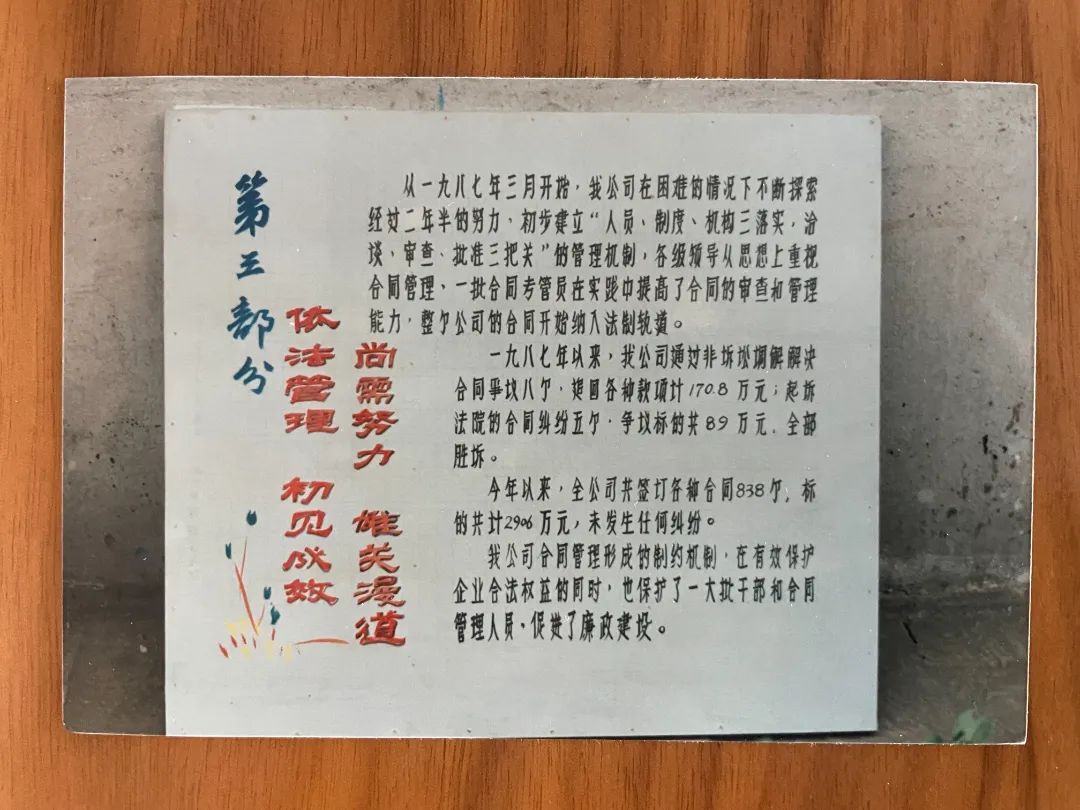 第三部分
依法管理 初见成效
尚需努力 雄关漫道
从一九八七年三月开始，我公司在困难的情况下不断探索
经过二年半的努力，初步建立“人员、制度、机构三落实，洽
谈、审查、批准三把关”的管理机制，各级领导从思想上重视
合同管理、一批合同专管员在实践中提高了合同的审查和管理
能力，整个公司的合同开始纳入法制轨道。
一九八七年以来，我公司通过非诉讼调解解决
合同争议八个，追回各种款项计170.8万元；起诉
法院的合同纠纷五个，争议标的共89万元，全部
胜诉。
今年以来，全公司共签订各种合同838个，标
的共计2906万元，未发生任何纠纷。
我公司合同管理形成的制约机制，在有效保护
企业合法权益的同时，也保护了一大批干部和合同
管理人员，促进了廉政建设。